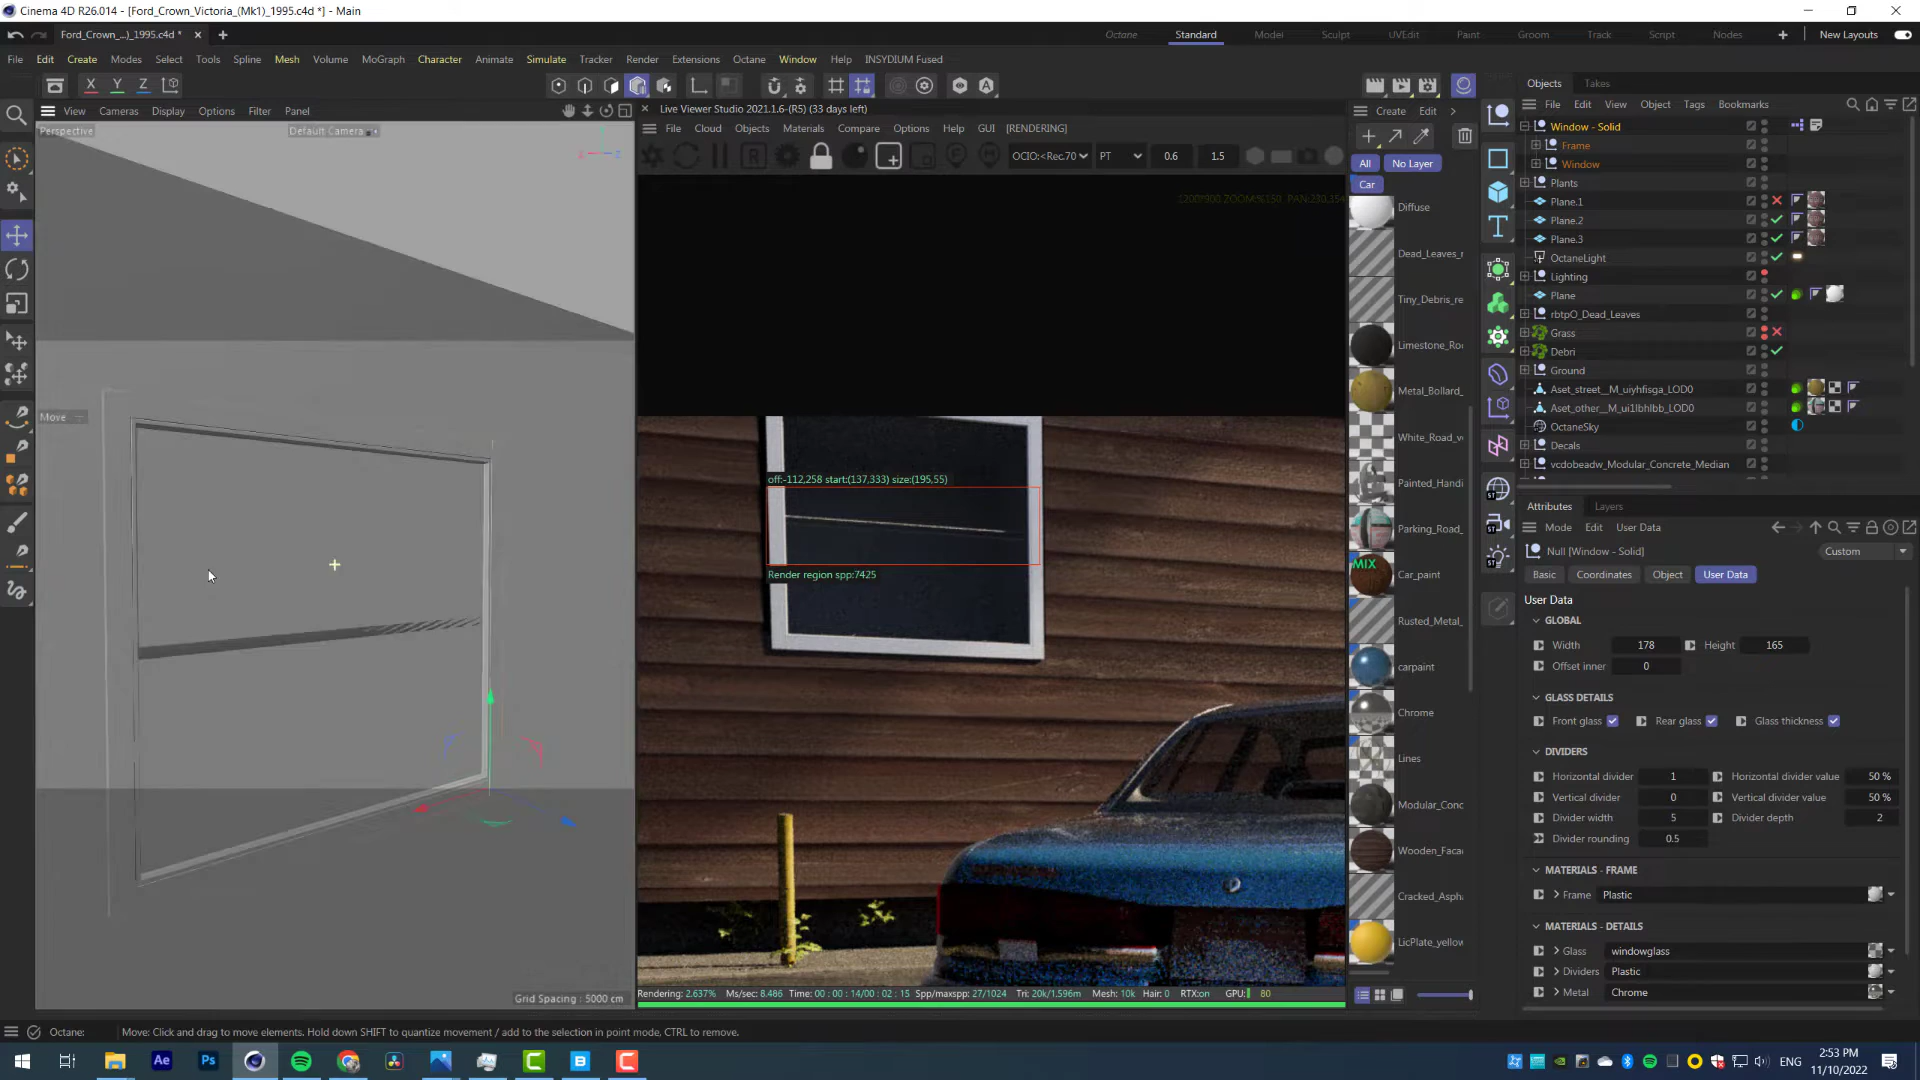 Cinema 4D R26.014 - [Ford_Crown_Victoria_(Mk1)_1995.c4d *] - Main
Ford_Crown_...)_1995.c4d *
Octane Standard Model Sculpt UVEdit Paint Groom Track Script Nodes New Layouts
File Edit Create Modes Select Tools Spline Mesh Volume MoGraph Character Animate Simulate Tracker Render Extensions Octane Window Help INSYDIUM Fused
X Y Z
View Cameras Display Options Filter Panel
Perspective
Default Camera
Move
Grid Spacing: 5000 cm
Live Viewer Studio 2021.1.6-(R5) (33 days left)
File Cloud Objects Materials Compare Options Help GUI [RENDERING]
OCIO:<Rec.70 PT 0.6 1.5
1200*900 ZOOM:%150 PAN:230,154
off:-112,258 start:(137,333) size:(195,55)
Render region spp:7425
Rendering: 2.637% Ms/sec: 8.486 Time: 00 : 00 : 14/00 : 02 : 15 Spp/maxspp: 27/1024 Tri: 20k/1.596m Mesh: 10k Hair: 0 RTX:on GPU: 80
Create Edit
All No Layer
Car
Diffuse
Dead_Leaves_r
Tiny_Debris_re
Limestone_Ro
Metal_Bollard_
White_Road_v
Painted_Handi
Parking_Road_
MIX
Car_paint
Rusted_Metal_
carpaint
Chrome
Lines
Modular_Conc
Wooden_Faca
Cracked_Asph
LicPlate_yellow
Objects Takes
File Edit View Object Tags Bookmarks
Window - Solid
Frame
Window
Plants
Plane.1
Plane.2
Plane.3
OctaneLight
Lighting
Plane
rbtpO_Dead_Leaves
Grass
Debri
Ground
Aset_street__M_uiyhfisga_LOD0
Aset_other__M_ui1lbhlbb_LOD0
OctaneSky
Decals
vcdobeadw_Modular_Concrete_Median
Attributes Layers
Mode Edit User Data
Null [Window - Solid]
Custom
Basic Coordinates Object User Data
User Data
GLOBAL
Width 178 Height 165
Offset inner 0
GLASS DETAILS
Front glass Rear glass Glass thickness
DIVIDERS
Horizontal divider 1 Horizontal divider value 50 %
Vertical divider 0 Vertical divider value 50 %
Divider width 5 Divider depth 2
Divider rounding 0.5
MATERIALS - FRAME
Frame Plastic
MATERIALS - DETAILS
Glass windowglass
Dividers Plastic
Metal Chrome
Octane: Move: Click and drag to move elements. Hold down SHIFT to quantize movement / add to the selection in point mode, CTRL to remove.
Ae Ps
ENG
2:53 PM
11/10/2022